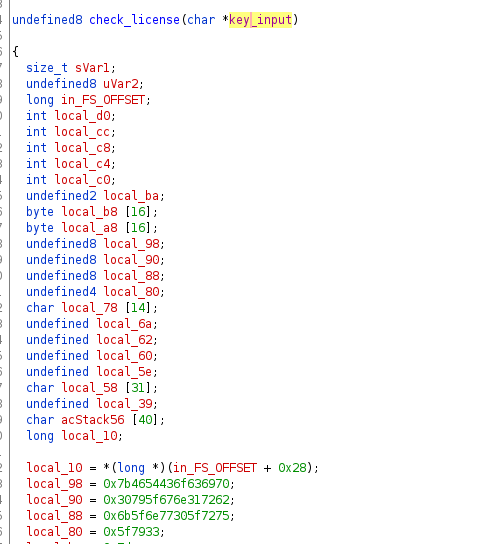 undefined8 check_license(char *key_input)
{
size_t sVar1;
undefined8 uVar2;
long in_FS_OFFSET;
int local_d0;
int local_cc;
int local_c8;
int local_c4;
int local_c0;
undefined2 local_ba;
byte local_b8 [16];
byte local_a8 [16];
undefined8 local_98;
undefined8 local_90;
undefined8 local_88;
undefined4 local_80;
char local_78 [14];
undefined local_6a;
undefined local_62;
undefined local_60;
undefined local_5e;
char local_58 [31];
undefined local_39;
char acStack56 [40];
long local_10;
local_10 = *(long *)(in_FS_OFFSET + 0x28);
local_98 = 0x7b4654436f636970;
local_90 = 0x30795f676e317262;
local_88 = 0x6b5f6e77305f7275;
local_80 = 0x5f7933;